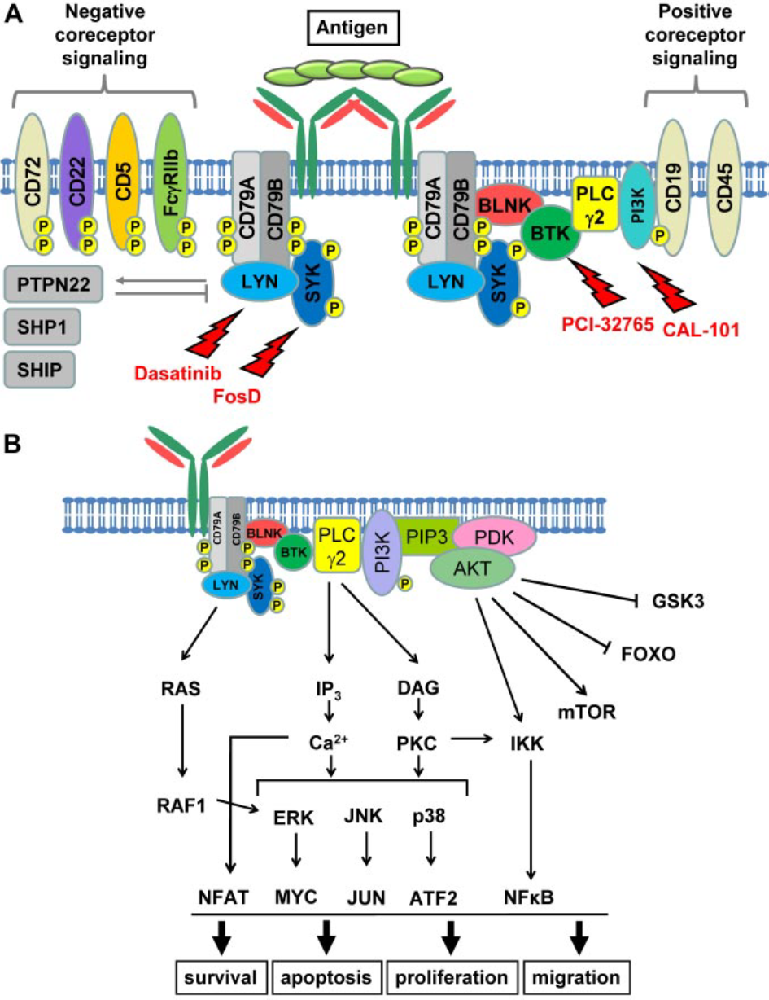 A
Negative
coreceptor
signaling
Antigen
Positive
coreceptor
signaling
CD72
CD22
CD5
FcγRIIb
CD79A
CD79B
CD79A
CD79B
BLNK
PLC
γ2
PI3K
CD19
CD45
BTK
P P P P P P P P
P P P P P P
P P P P P P
P
LYN
SYK
LYN
SYK
PTPN22
SHP1
SHIP
Dasatinib
FosD
PCI-32765
CAL-101
B
CD79A
CD79B
BLNK
BTK
PLC
γ2
PI3K
PIP3
PDK
AKT
P P
P P
P
P
P
LYN
SYK
GSK3
FOXO
mTOR
RAS
IP3
DAG
Ca2+
PKC
IKK
RAF1
ERK
JNK
p38
NFAT
MYC
JUN
ATF2
NFκB
survival
apoptosis
proliferation
migration